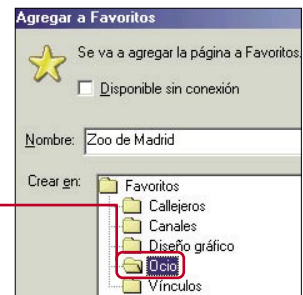 Agregar a Favoritos
Se va a agregar la página a Favoritos.
Disponible sin conexión
Nombre: Zoo de Madrid
Crear en: Favoritos
Callejeros
Canales
Diseño gráfico
Ocio
Vínculos